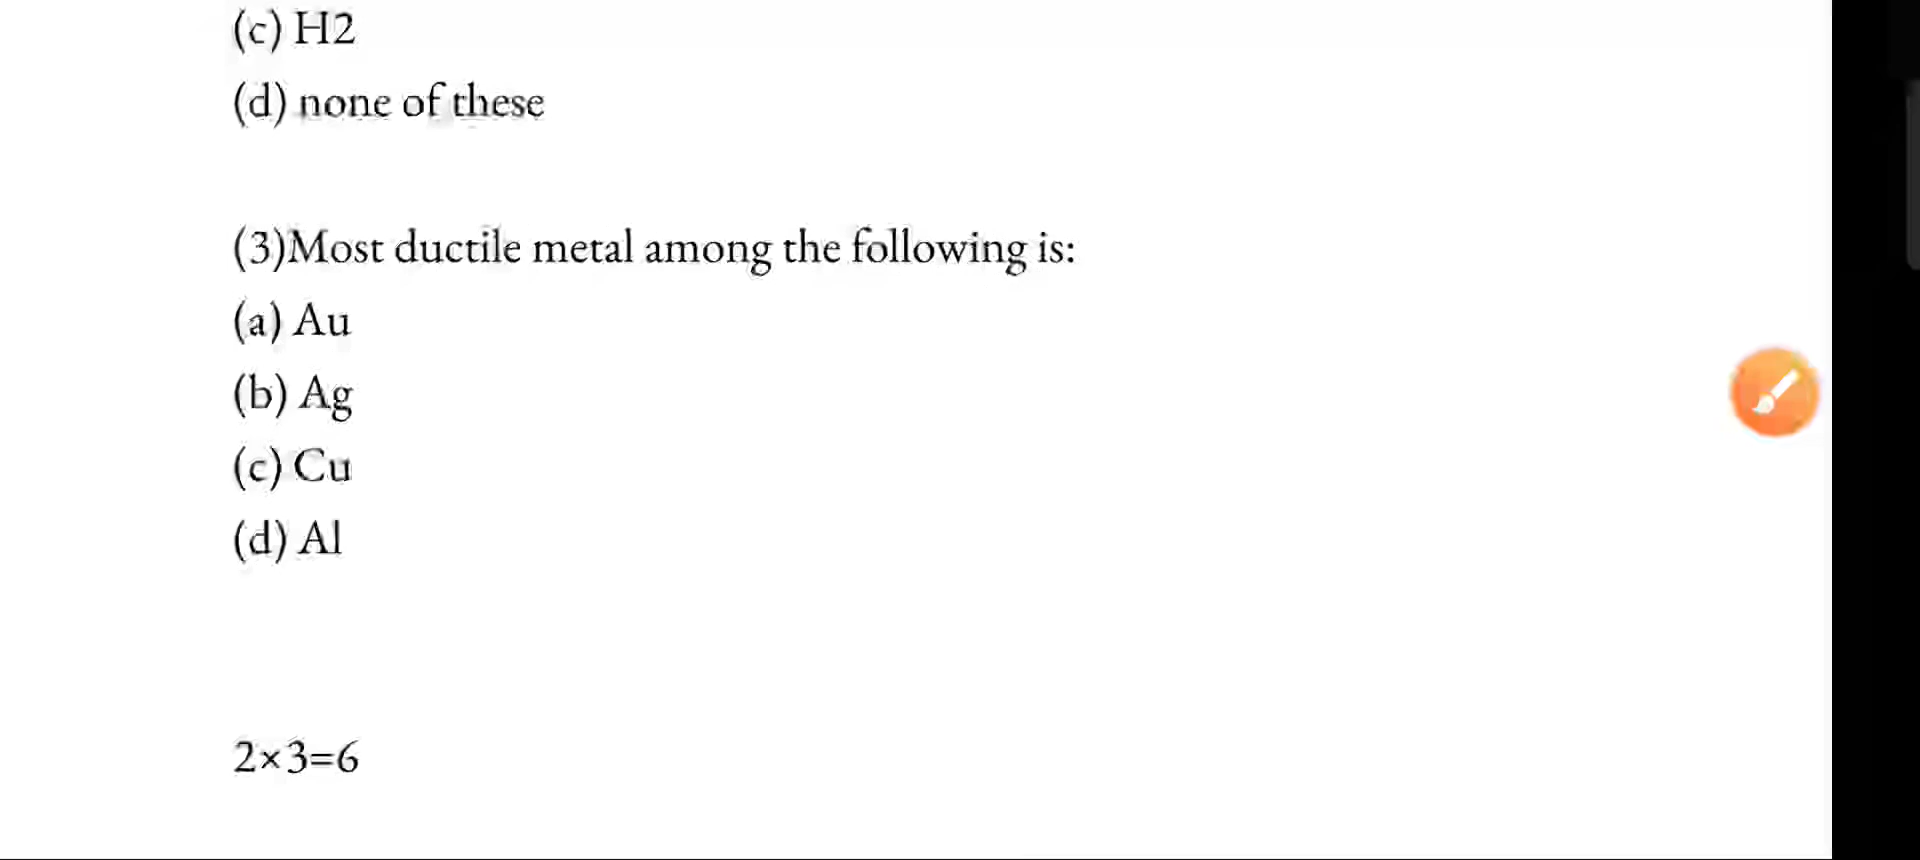 (c) H2
(d) none of these
(3)Most ductile metal among the following is:
(a) Au
(b) Ag
(c) Cu
(d) Al
2×3=6